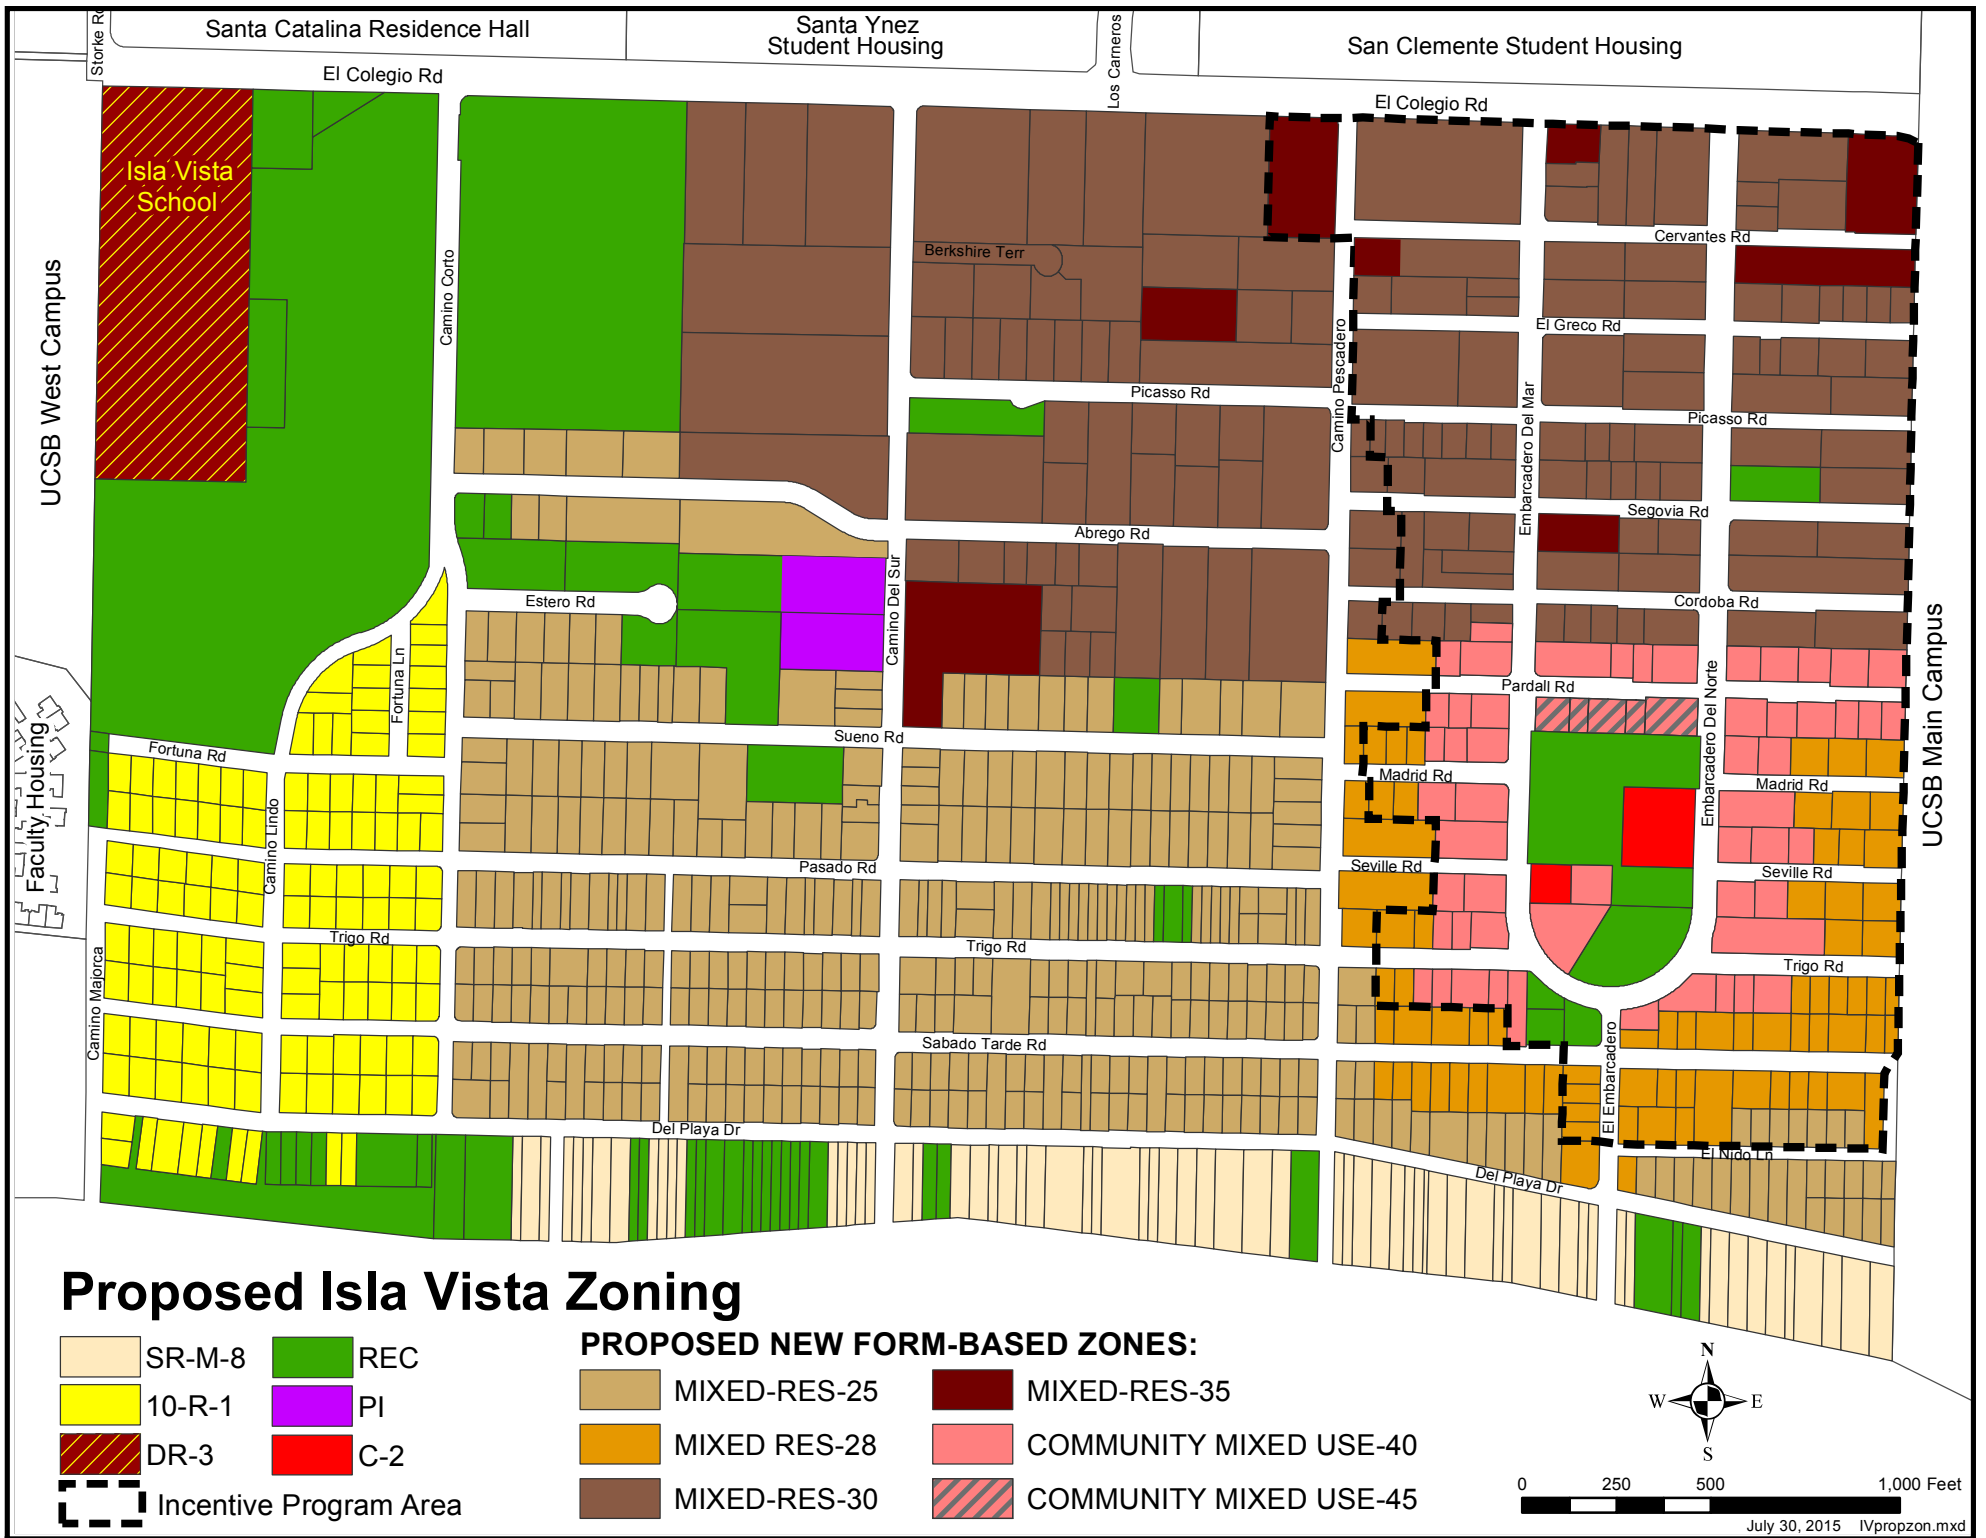 Santa Catalina Residence Hall
Santa Ynez
Student Housing
San Clemente Student Housing
Storke Rd
Los Carneros
El Colegio Rd
El Colegio Rd
Isla Vista
School
UCSB West Campus
Camino Corto
Berkshire Terr
Cervantes Rd
El Greco Rd
Camino Pescadero
Embarcadero Del Mar
Picasso Rd
Picasso Rd
Segovia Rd
Abrego Rd
Estero Rd
Camino Del Sur
Cordoba Rd
UCSB Main Campus
Fortuna Ln
Pardall Rd
Embarcadero Del Norte
Faculty Housing
Fortuna Rd
Sueno Rd
Madrid Rd
Madrid Rd
Camino Lindo
Pasado Rd
Seville Rd
Seville Rd
Trigo Rd
Trigo Rd
Trigo Rd
Camino Majorca
Sabado Tarde Rd
El Embarcadero
Del Playa Dr
El Nido Ln
Del Playa Dr
Proposed Isla Vista Zoning
SR-M-8
REC
10-R-1
PI
DR-3
C-2
Incentive Program Area
PROPOSED NEW FORM-BASED ZONES:
MIXED-RES-25
MIXED-RES-35
MIXED RES-28
COMMUNITY MIXED USE-40
MIXED-RES-30
COMMUNITY MIXED USE-45
N
W
E
S
0 250 500 1,000 Feet
July 30, 2015 IVpropzon.mxd